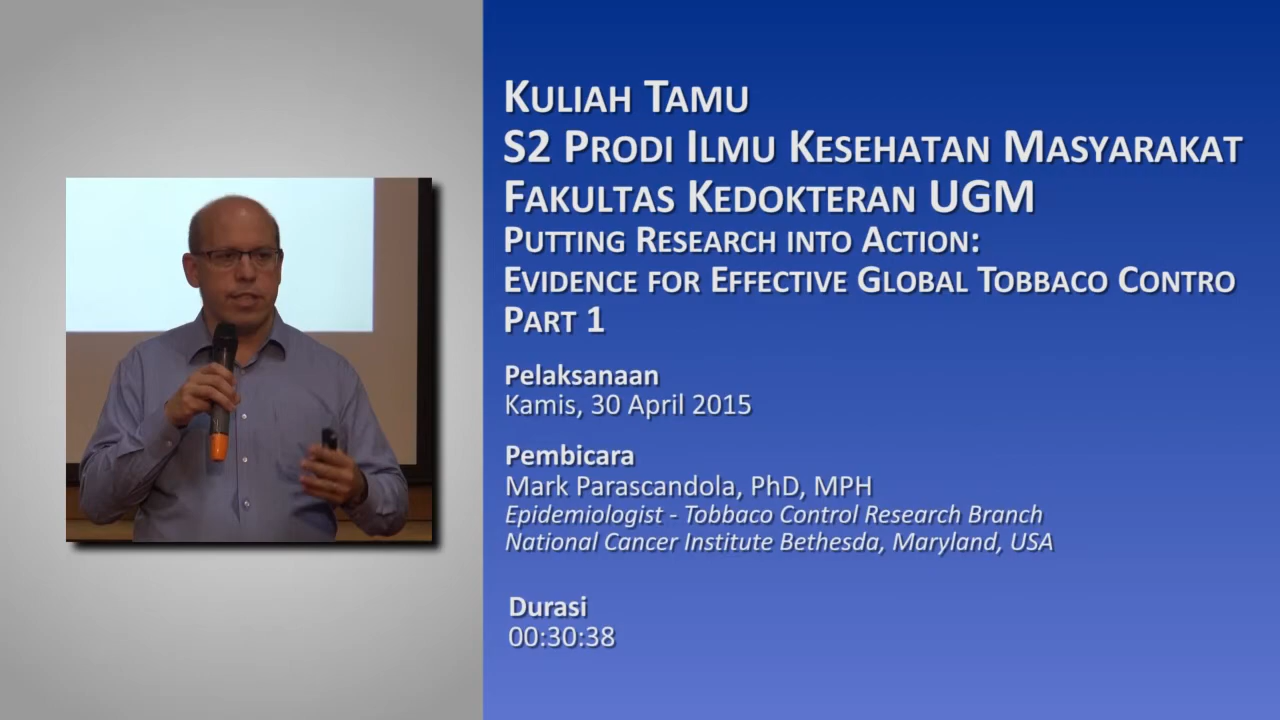 Kuliah Tamu
S2 Prodi Ilmu Kesehatan Masyarakat
Fakultas Kedokteran UGM
Putting Research into Action:
Evidence for Effective Global Tobbaco Contro
Part 1
Pelaksanaan
Kamis, 30 April 2015
Pembicara
Mark Parascandola, PhD, MPH
Epidemiologist - Tobbaco Control Research Branch
National Cancer Institute Bethesda, Maryland, USA
Durasi
00:30:38